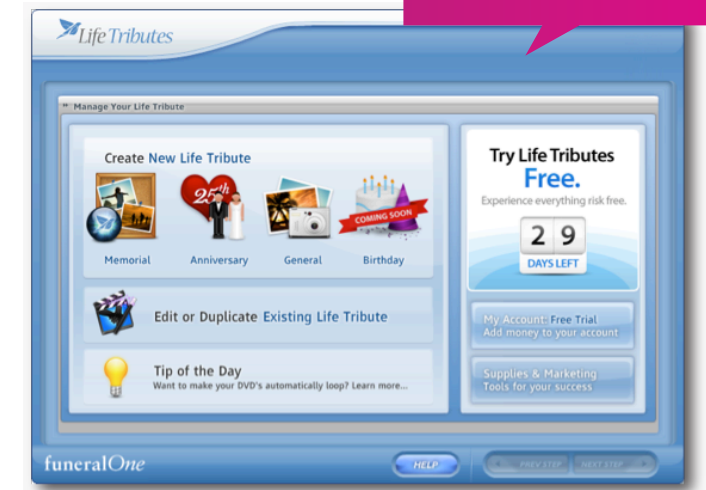 Life Tributes
" Manage Your Life Tribute
Create New Life Tribute
25th
COMING SOON
Memorial
Anniversary
General
Birthday
Edit or Duplicate Existing Life Tribute
Tip of the Day
Want to make your DVD's automatically loop? Learn more...
Try Life Tributes
Free.
Experience everything risk free.
2 9
DAYS LEFT
My Account: Free Trial
Add money to your account
Supplies & Marketing
Tools for your success
funeralOne
HELP
PREV STEP
NEXT STEP